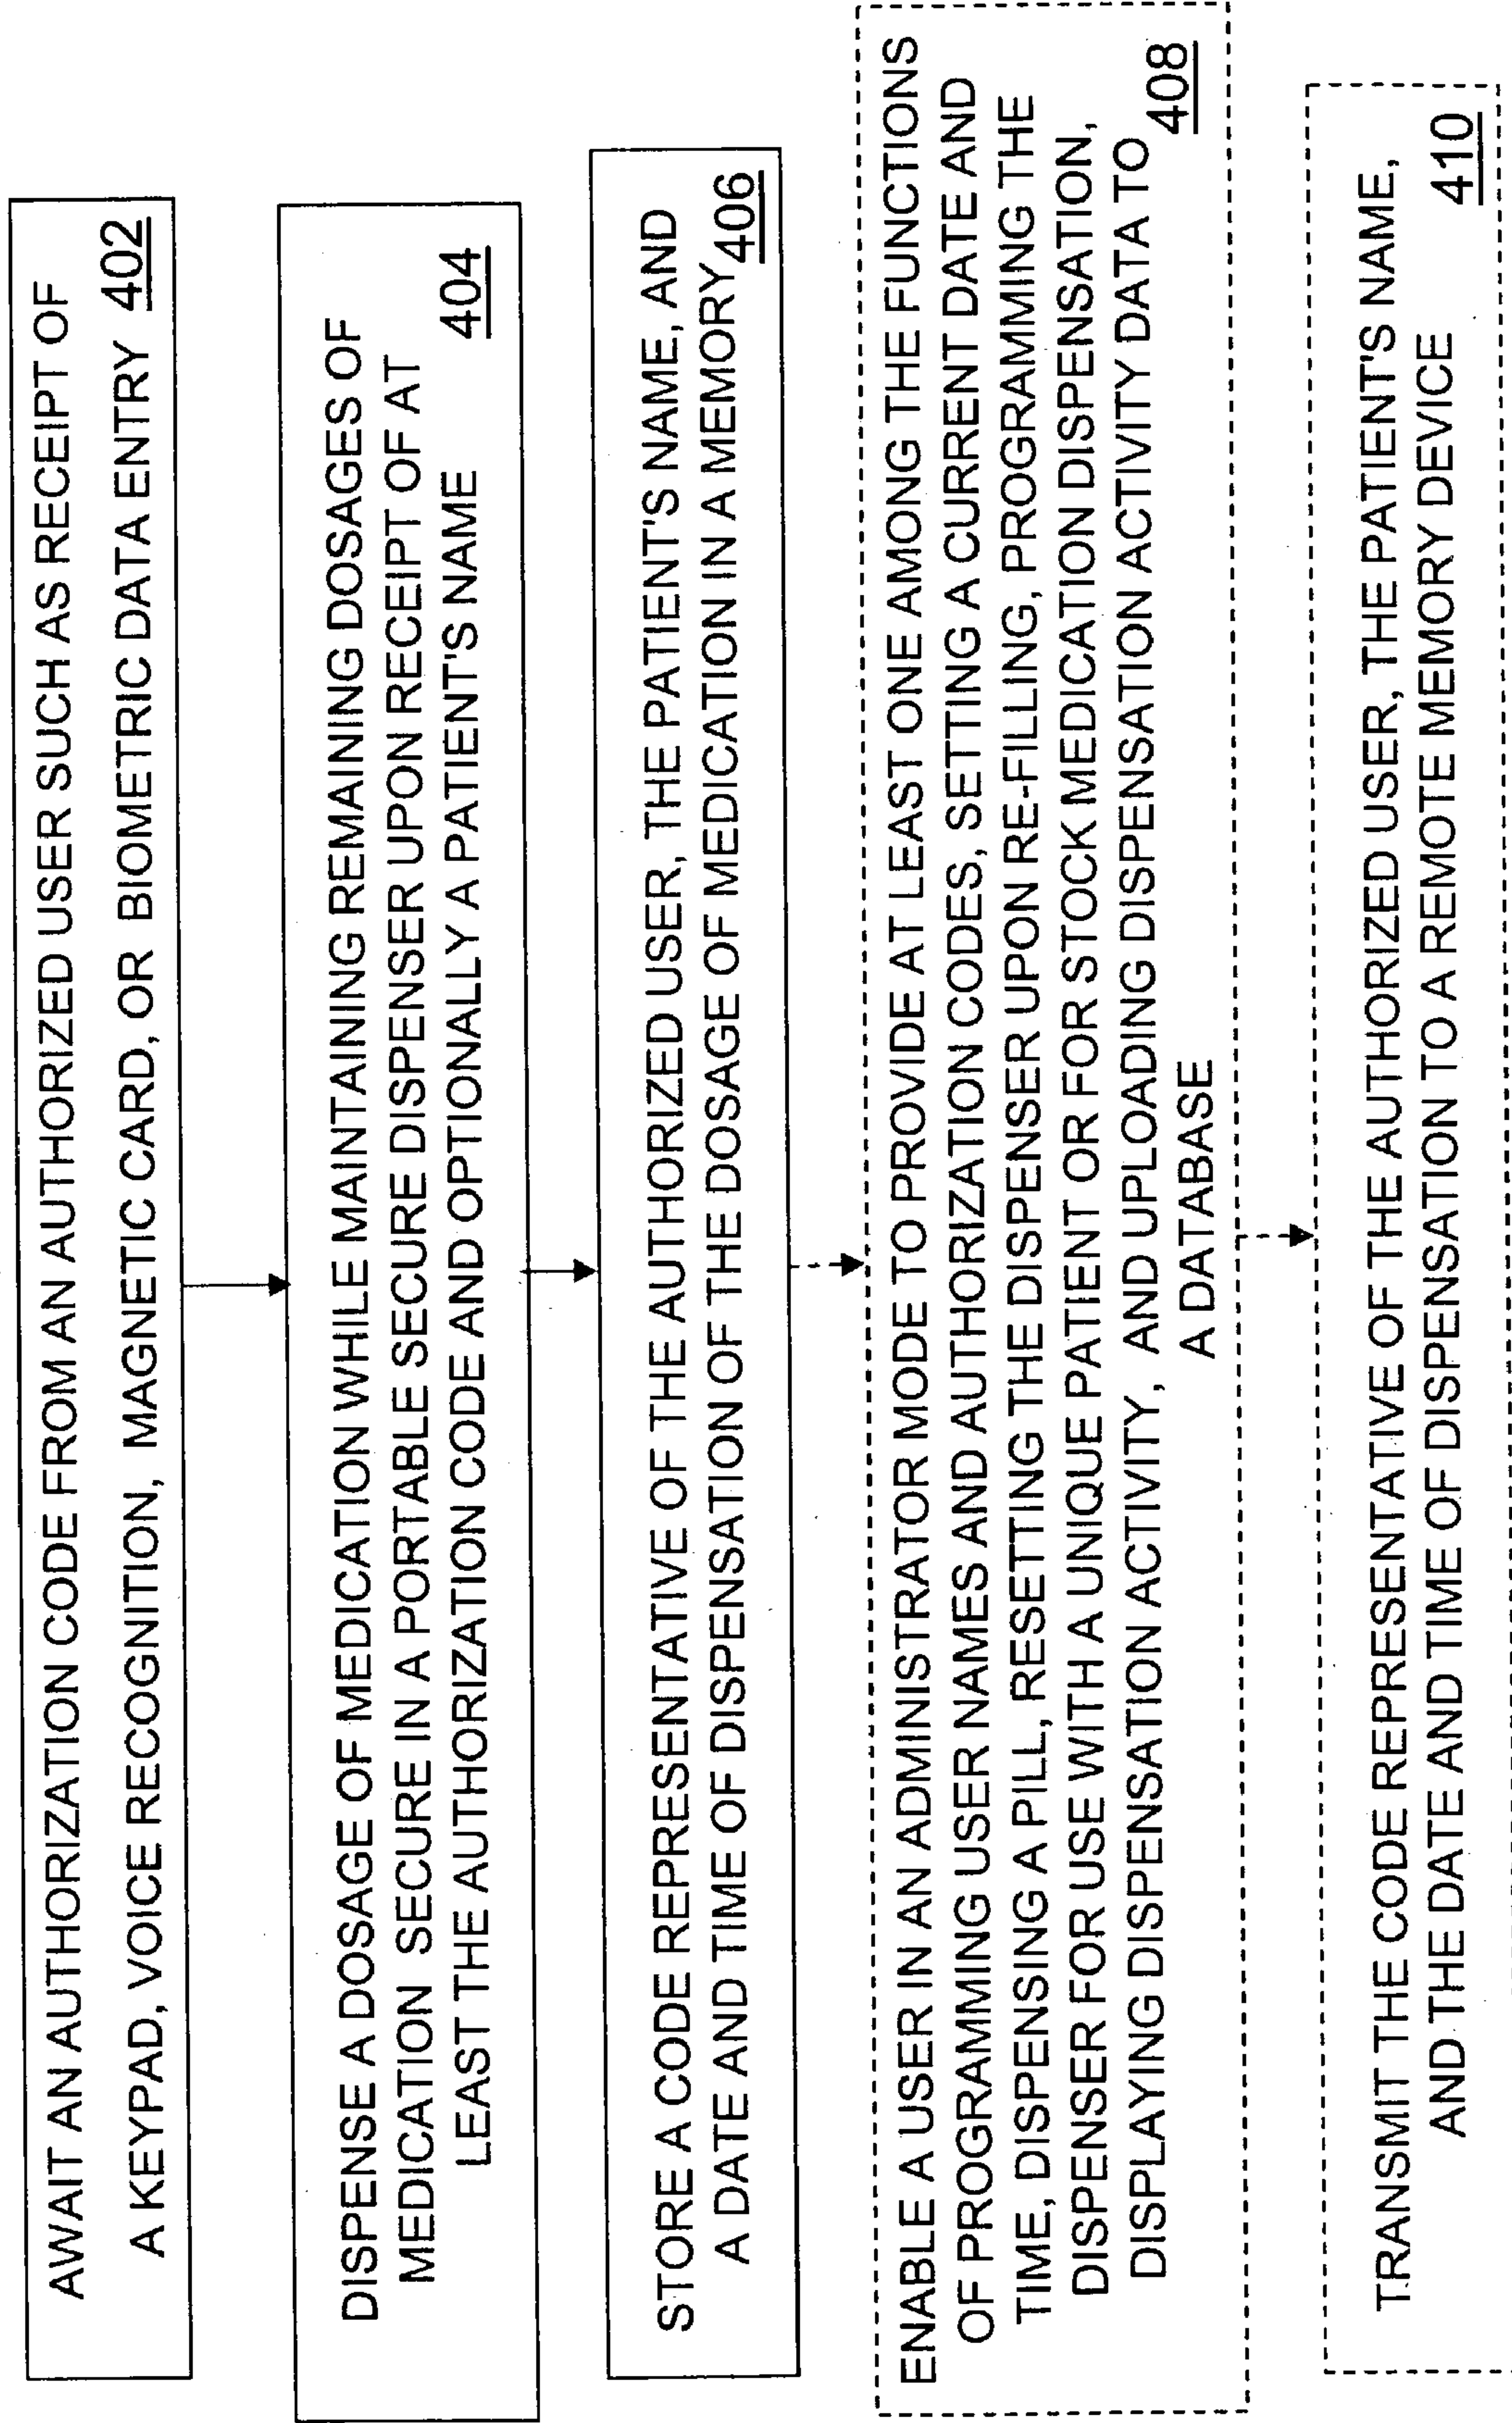 AWAIT AN AUTHORIZATION CODE FROM AN AUTHORIZED USER SUCH AS RECEIPT OF
A KEYPAD, VOICE RECOGNITION, MAGNETIC CARD, OR BIOMETRIC DATA ENTRY 402
DISPENSE A DOSAGE OF MEDICATION WHILE MAINTAINING REMAINING DOSAGES OF
MEDICATION SECURE IN A PORTABLE SECURE DISPENSER UPON RECEIPT OF AT
LEAST THE AUTHORIZATION CODE AND OPTIONALLY A PATIENT'S NAME 404
STORE A CODE REPRESENTATIVE OF THE AUTHORIZED USER, THE PATIENT'S NAME, AND
A DATE AND TIME OF DISPENSATION OF THE DOSAGE OF MEDICATION IN A MEMORY 406
ENABLE A USER IN AN ADMINISTRATOR MODE TO PROVIDE AT LEAST ONE AMONG THE FUNCTIONS
OF PROGRAMMING USER NAMES AND AUTHORIZATION CODES, SETTING A CURRENT DATE AND
TIME, DISPENSING A PILL, RESETTING THE DISPENSER UPON RE-FILLING, PROGRAMMING THE
DISPENSER FOR USE WITH A UNIQUE PATIENT OR FOR STOCK MEDICATION DISPENSATION,
DISPLAYING DISPENSATION ACTIVITY, AND UPLOADING DISPENSATION ACTIVITY DATA TO
A DATABASE 408
TRANSMIT THE CODE REPRESENTATIVE OF THE AUTHORIZED USER, THE PATIENT'S NAME,
AND THE DATE AND TIME OF DISPENSATION TO A REMOTE MEMORY DEVICE 410